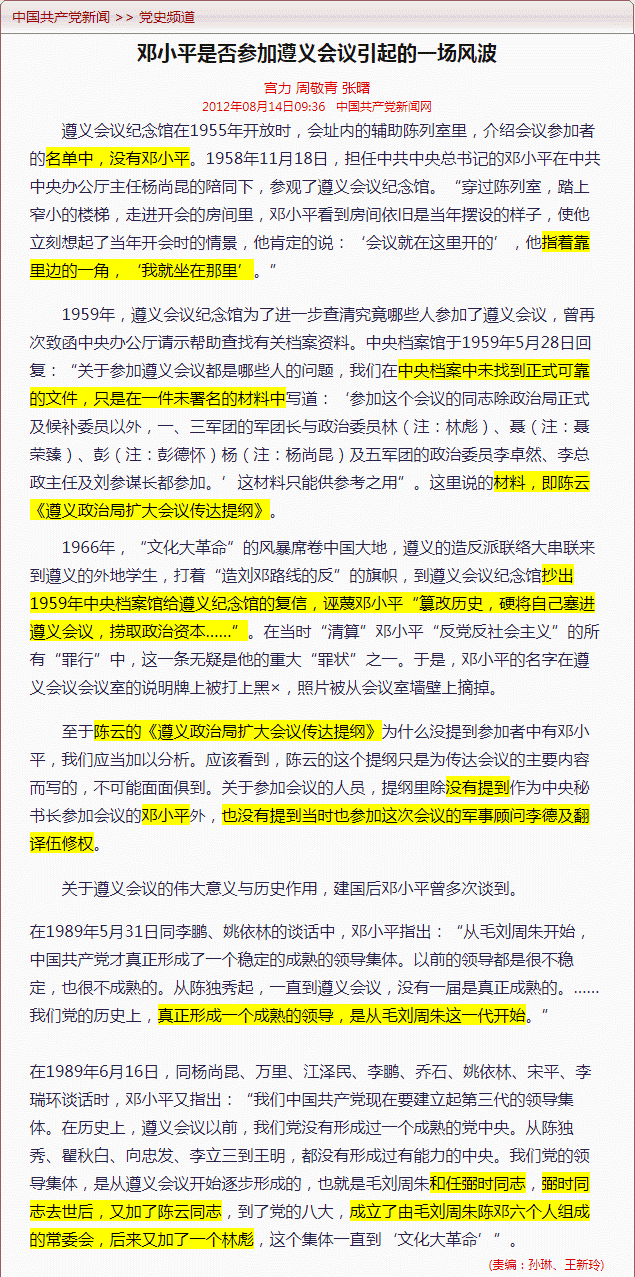 中国共产党新闻 >> 党史频道
邓小平是否参加遵义会议引起的一场风波
宫力 周敬青 张曙
2012年08月14日09:36 中国共产党新闻网
遵义会议纪念馆在1955年开放时，会址内的辅助陈列室里，介绍会议参加者
的名单中，没有邓小平。1958年11月18日，担任中共中央总书记的邓小平在中共
中央办公厅主任杨尚昆的陪同下，参观了遵义会议纪念馆。“穿过陈列室，踏上
窄小的楼梯，走进开会的房间里，邓小平看到房间依旧是当年摆设的样子，使他
立刻想起了当年开会时的情景，他肯定的说：‘会议就在这里开的’，他指着靠
里边的一角，‘我就坐在那里’。”
1959年，遵义会议纪念馆为了进一步查清究竟哪些人参加了遵义会议，曾再
次致函中央办公厅请示帮助查找有关档案资料。中央档案馆于1959年5月28日回
复：“关于参加遵义会议都是哪些人的问题，我们在中央档案中未找到正式可靠
的文件，只是在一件未署名的材料中写道：‘参加这个会议的同志除政治局正式
及候补委员以外，一、三军团的军团长与政治委员林（注：林彪）、聂（注：聂
荣臻）、彭（注：彭德怀）杨（注：杨尚昆）及五军团的政治委员李卓然、李总
政主任及刘参谋长都参加。’这材料只能供参考之用”。这里说的材料，即陈云
《遵义政治局扩大会议传达提纲》。
1966年，“文化大革命”的风暴席卷中国大地，遵义的造反派联络大串联来
到遵义的外地学生，打着“造刘邓路线的反”的旗帜，到遵义会议纪念馆抄出
1959年中央档案馆给遵义纪念馆的复信，诬蔑邓小平“篡改历史，硬将自己塞进
遵义会议，捞取政治资本……”。在当时“清算”邓小平“反党反社会主义”的所
有“罪行”中，这一条无疑是他的重大“罪状”之一。于是，邓小平的名字在遵
义会议会议室的说明牌上被打上黑×，照片被从会议室墙壁上摘掉。
至于陈云的《遵义政治局扩大会议传达提纲》为什么没提到参加者中有邓小
平，我们应当加以分析。应该看到，陈云的这个提纲只是为传达会议的主要内容
而写的，不可能面面俱到。关于参加会议的人员，提纲里除没有提到作为中央秘
书长参加会议的邓小平外，也没有提到当时也参加这次会议的军事顾问李德及翻
译伍修权。
关于遵义会议的伟大意义与历史作用，建国后邓小平曾多次谈到。
在1989年5月31日同李鹏、姚依林的谈话中，邓小平指出：“从毛刘周朱开始，
中国共产党才真正形成了一个稳定的成熟的领导集体。以前的领导都是很不稳
定，也很不成熟的。从陈独秀起，一直到遵义会议，没有一届是真正成熟的。……
我们党的历史上，真正形成一个成熟的领导，是从毛刘周朱这一代开始。”
在1989年6月16日，同杨尚昆、万里、江泽民、李鹏、乔石、姚依林、宋平、李
瑞环谈话时，邓小平又指出：“我们中国共产党现在要建立起第三代的领导集
体。在历史上，遵义会议以前，我们党没有形成过一个成熟的党中央。从陈独
秀、瞿秋白、向忠发、李立三到王明，都没有形成过有能力的中央。我们党的领
导集体，是从遵义会议开始逐步形成的，也就是毛刘周朱和任弼时同志，弼时同
志去世后，又加了陈云同志，到了党的八大，成立了由毛刘周朱陈邓六个人组成
的常委会，后来又加了一个林彪，这个集体一直到‘文化大革命’”。
(责编：孙琳、王新玲)